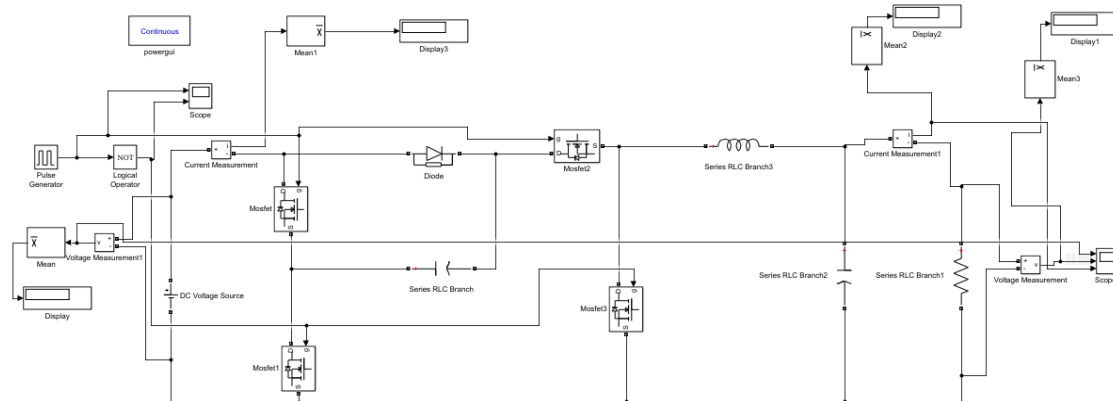 Continuous
powergui
x
Mean1
Display3
Mean2
Display2
Mean3
Display1
Scope
Pulse
Generator
NOT
Logical
Operator
+
-
i
Current Measurement
Diode
g
D
S
Mosfet
g
D
S
Mosfet2
Series RLC Branch3
+
-
i
Current Measurement1
x
Mean
+
-
v
Voltage Measurement1
Display
+
DC Voltage Source
Series RLC Branch
g
D
S
Mosfet1
g
D
S
Mosfet3
+
Series RLC Branch2
+
Series RLC Branch1
+
-
v
Voltage Measurement
Scope